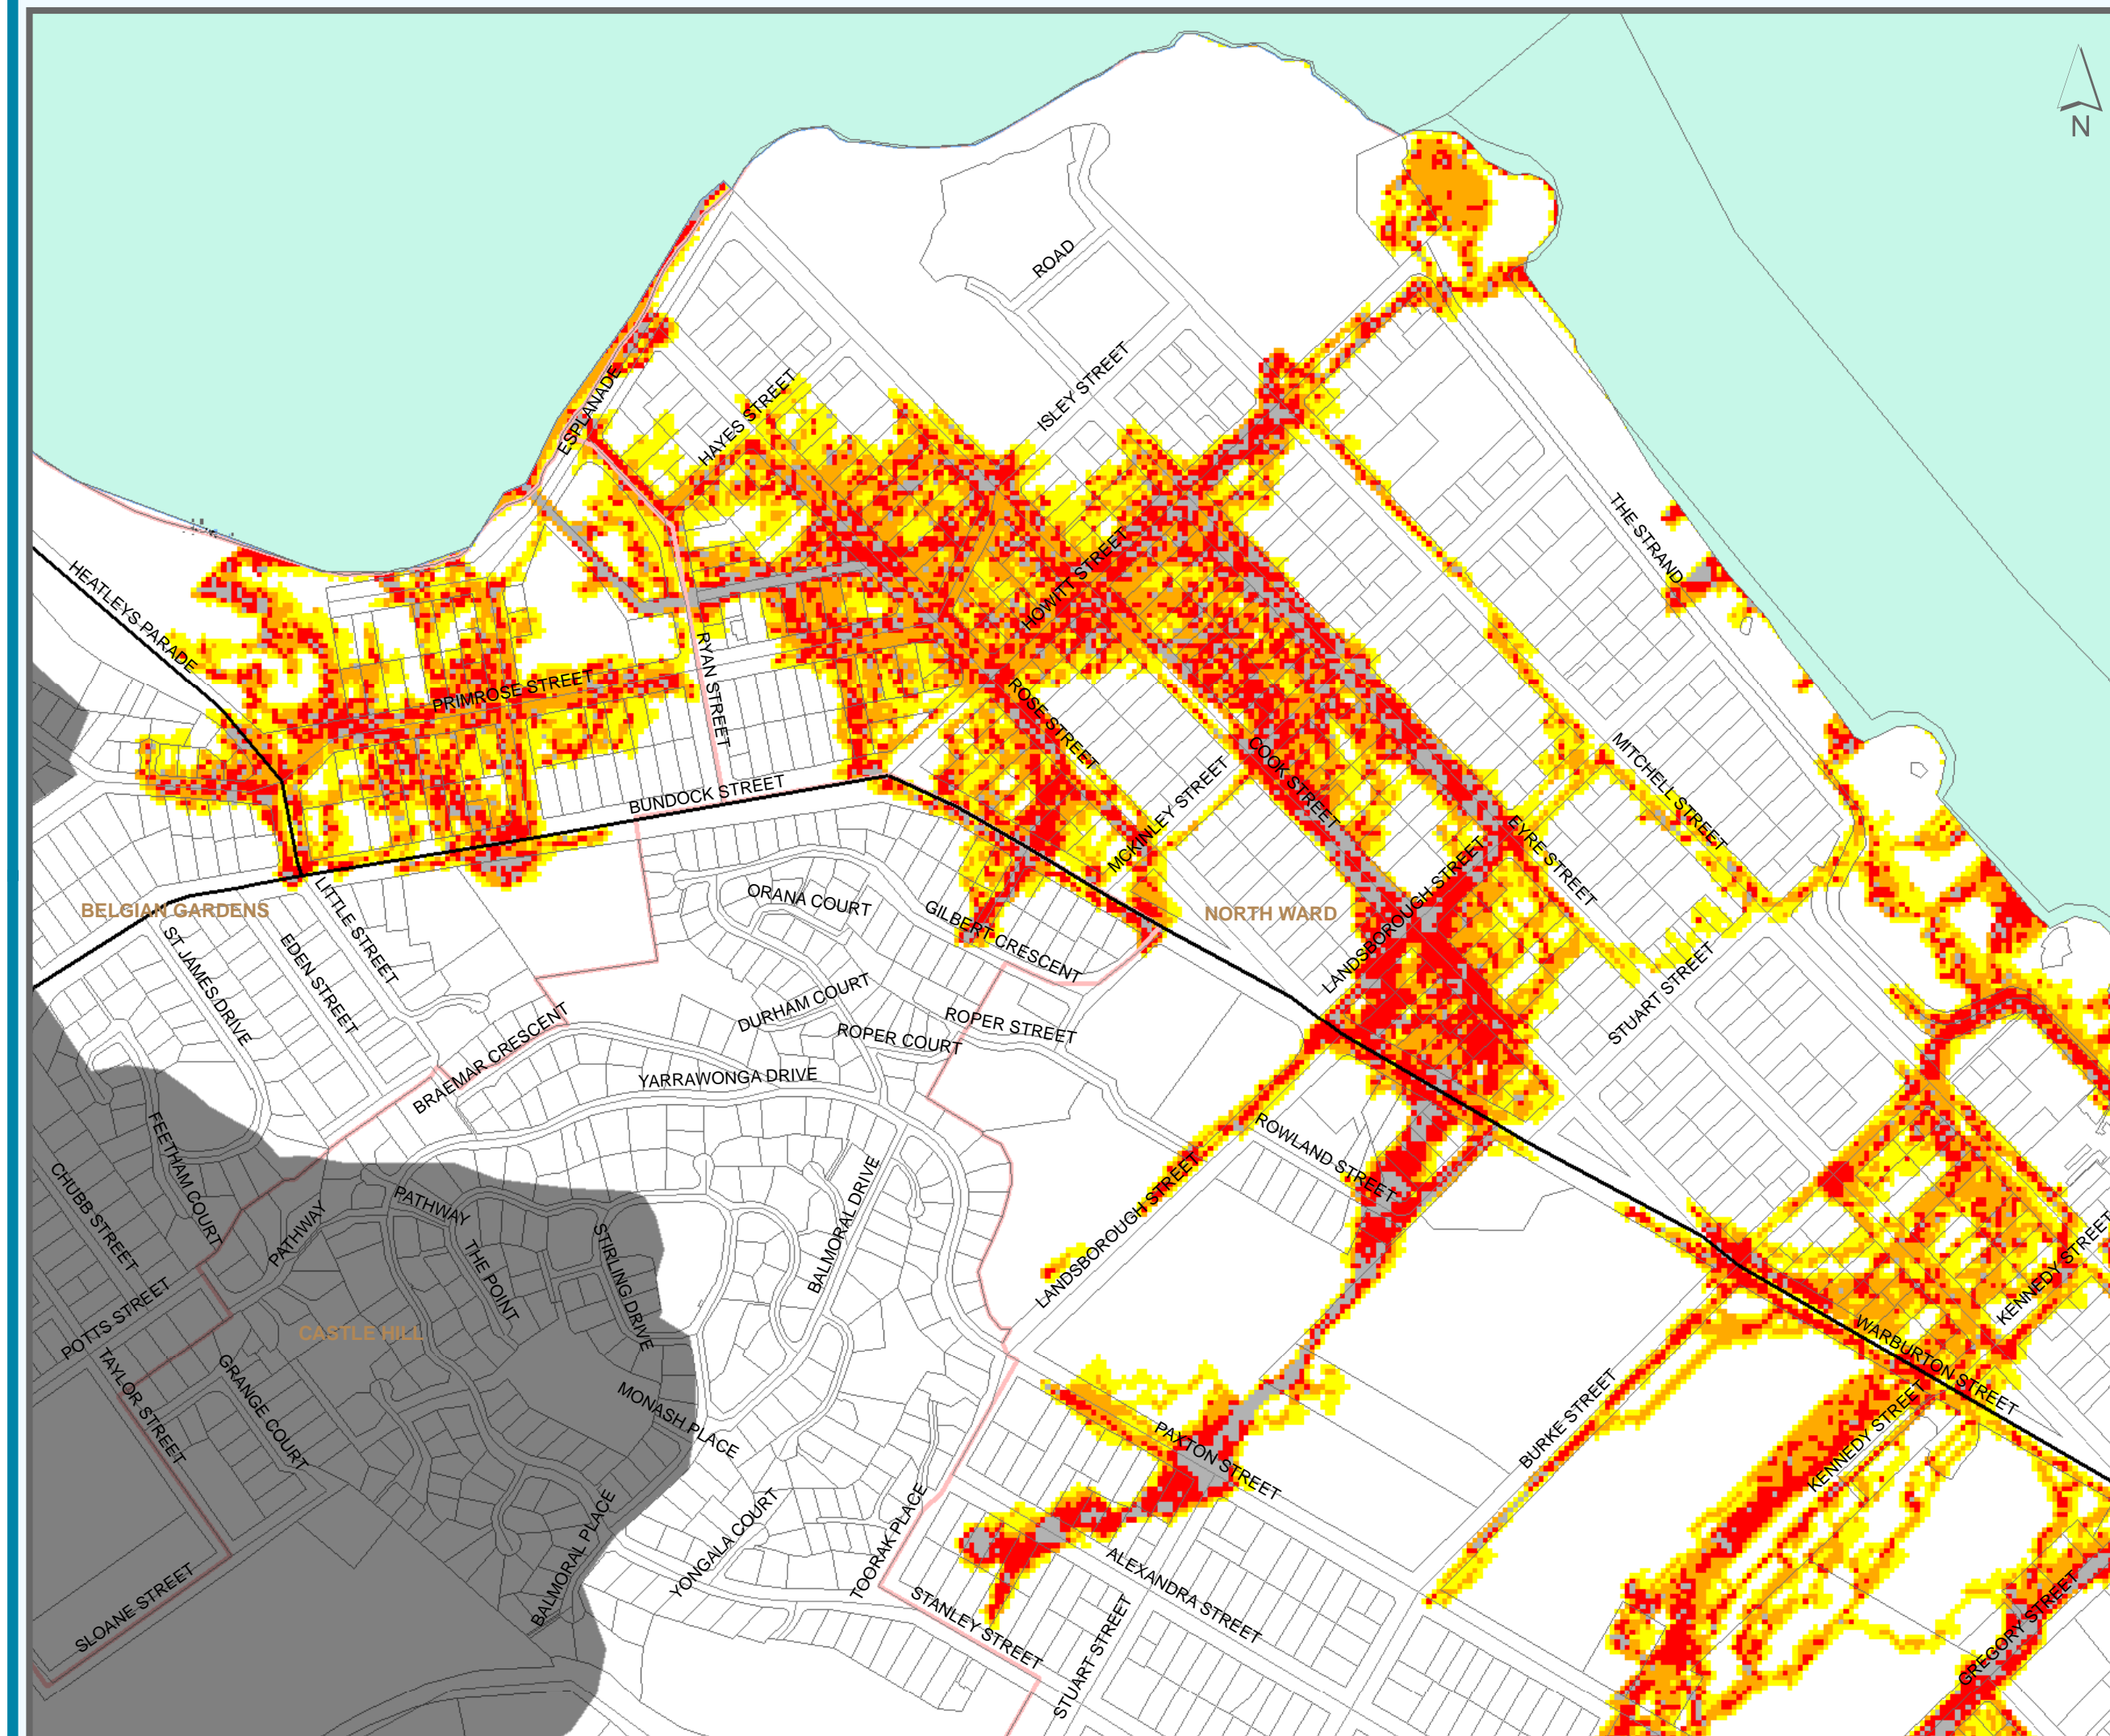 N
ROAD
ISLEY STREET
ESPLANADE
HAYES STREET
THE STRAND
HOWITT STREET
HEATLEYS PARADE
RYAN STREET
PRIMROSE STREET
ROSE STREET
COOK STREET
MITCHELL STREET
BUNDOCK STREET
MCKINLEY STREET
EYRE STREET
ORANA COURT
GILBERT CRESCENT
NORTH WARD
LANDSBOROUGH STREET
BELGIAN GARDENS
LITTLE STREET
EDEN STREET
ST JAMES DRIVE
STUART STREET
DURHAM COURT
ROPER STREET
ROPER COURT
BRAEMAR CRESCENT
YARRAWONGA DRIVE
FEETHAM COURT
ROWLAND STREET
CHUBB STREET
PATHWAY
PATHWAY
THE POINT
STIRLING DRIVE
BALMORAL DRIVE
LANDSBOROUGH STREET
KENNEDY STREET
POTTS STREET
CASTLE HILL
WARBURTON STREET
TAYLOR STREET
GRANGE COURT
MONASH PLACE
BURKE STREET
KENNEDY STREET
PAXTON STREET
YONGALA COURT
TOORAK PLACE
BALMORAL PLACE
ALEXANDRA STREET
SLOANE STREET
STANLEY STREET
STUART STREET
GREGORY STREET